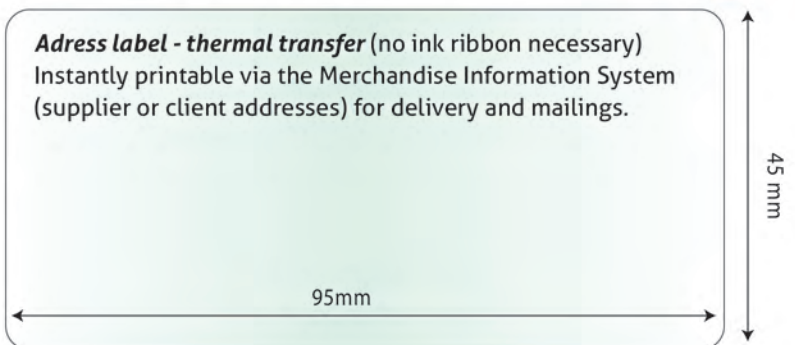 Adress label - thermal transfer (no ink ribbon necessary)
Instantly printable via the Merchandise Information System
(supplier or client addresses) for delivery and mailings.
45 mm
95mm